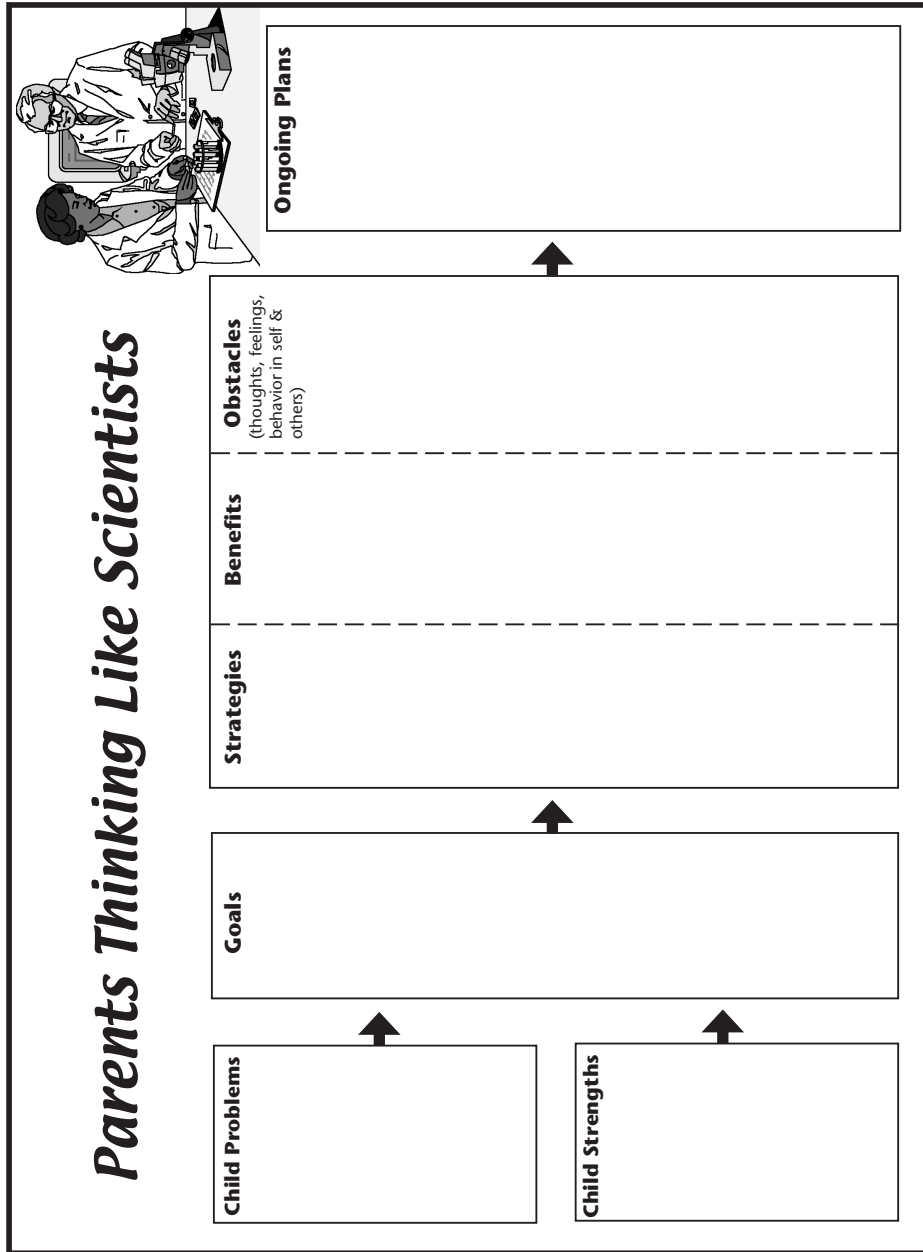 Parents Thinking Like Scientists
Child Problems
Child Strengths
Goals
Strategies
Benefits
Obstacles
(thoughts, feelings,
behavior in self &
others)
Ongoing Plans